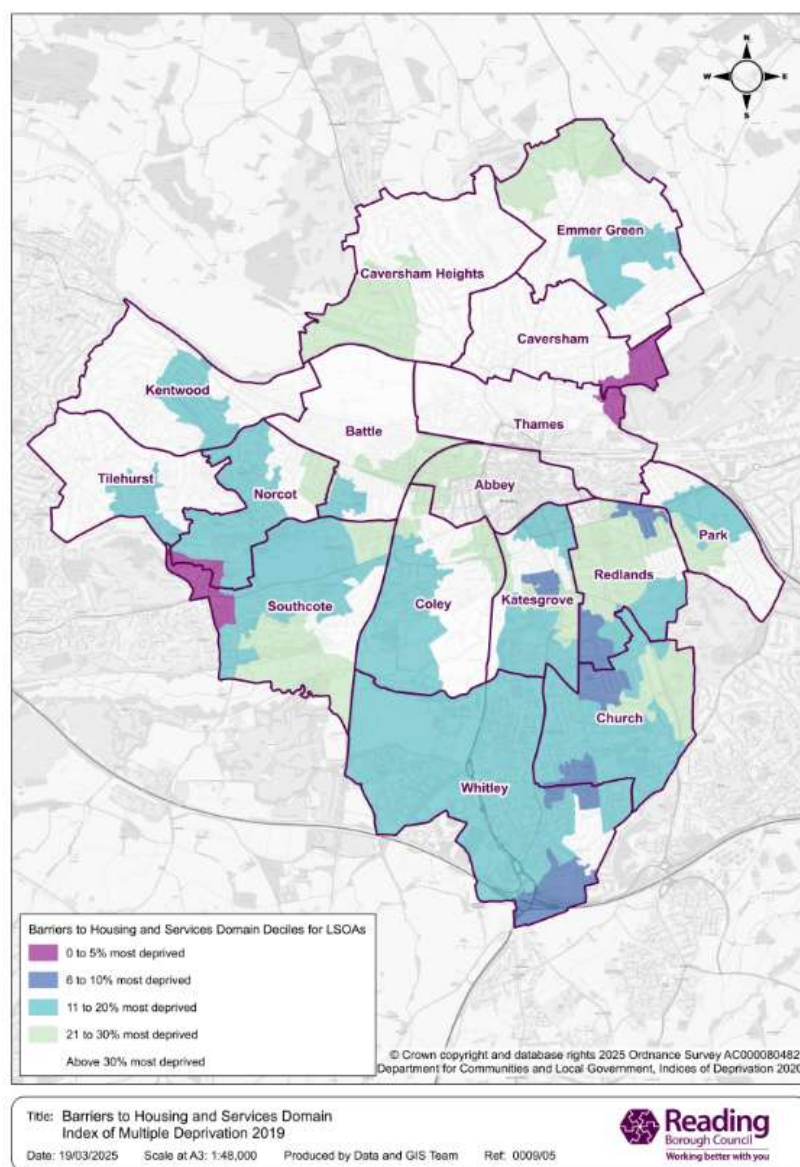 N
W E
S
Emmer Green
Caversham Heights
Caversham
Kentwood
Battle
Thames
Tilehurst
Norcot
Abbey
Park
Redlands
Southcote
Coley
Katesgrove
Church
Whitley
Barriers to Housing and Services Domain Deciles for LSOAs
0 to 5% most deprived
6 to 10% most deprived
11 to 20% most deprived
21 to 30% most deprived
Above 30% most deprived
© Crown copyright and database rights 2025 Ordnance Survey AC0000804828
Department for Communities and Local Government, Indices of Deprivation 2020
Title: Barriers to Housing and Services Domain
Index of Multiple Deprivation 2019
Date: 19/03/2025 Scale at A3: 1:48,000 Produced by Data and GIS Team Ref: 0009/05
Reading
Borough Council
Working better with you